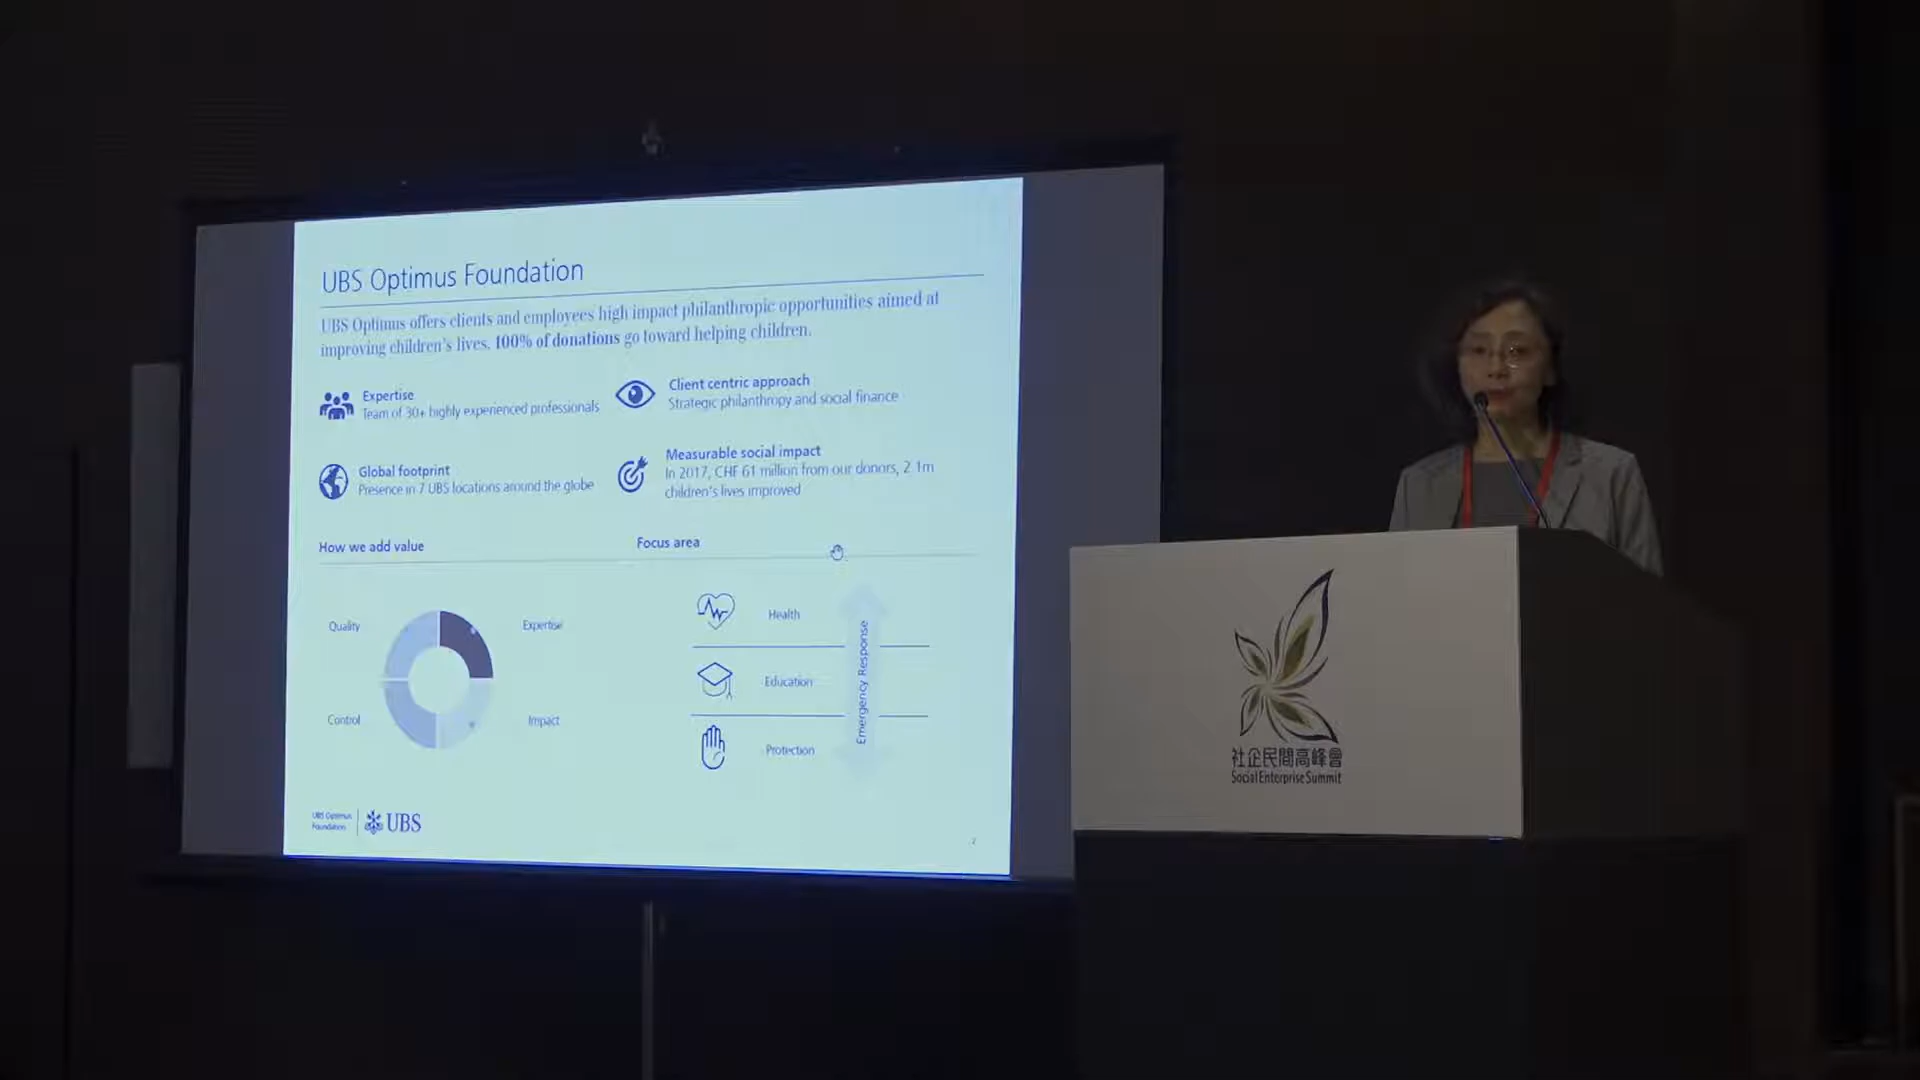 UBS Optimus Foundation
UBS Optimus offers clients and employees high impact philanthropic opportunities aimed at
improving children's lives. 100% of donations go toward helping children.
Expertise
Team of 30+ highly experienced professionals
Client centric approach
Strategic philanthropy and social finance
Global footprint
Presence in 7 UBS locations around the globe
Measurable social impact
In 2017, CHF 61 million from our donors, 2.1m
children's lives improved
How we add value
Quality
Expertise
Control
Impact
Focus area
Health
Education
Protection
Emergency Response
UBS Optimus
Foundation
UBS
2
社企民間高峰會
Social Enterprise Summit